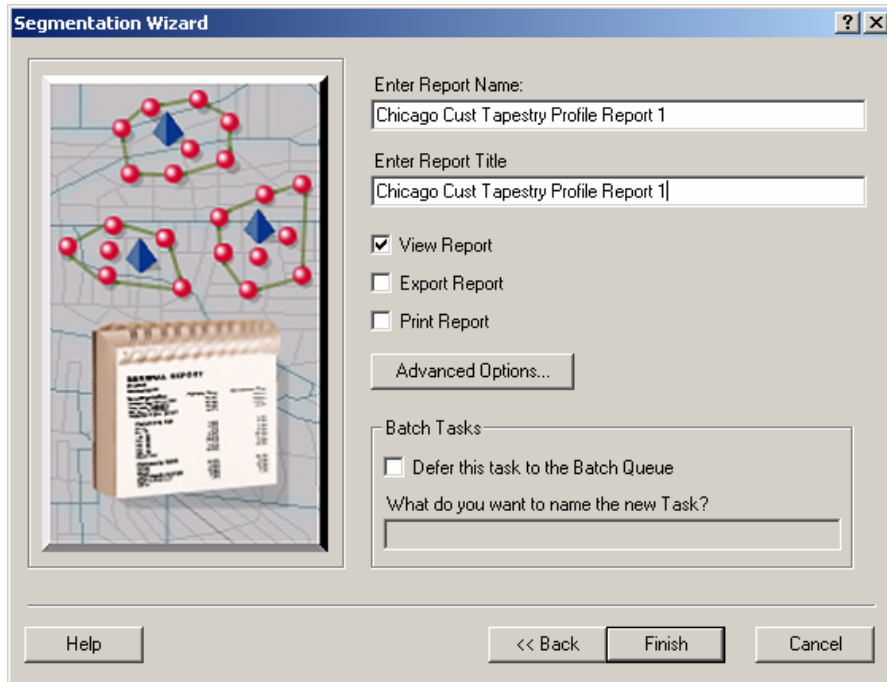 Segmentation Wizard
Enter Report Name:
Chicago Cust Tapestry Profile Report 1
Enter Report Title
Chicago Cust Tapestry Profile Report 1
View Report
Export Report
Print Report
Advanced Options...
Batch Tasks
Defer this task to the Batch Queue
What do you want to name the new Task?
Help
<< Back
Finish
Cancel